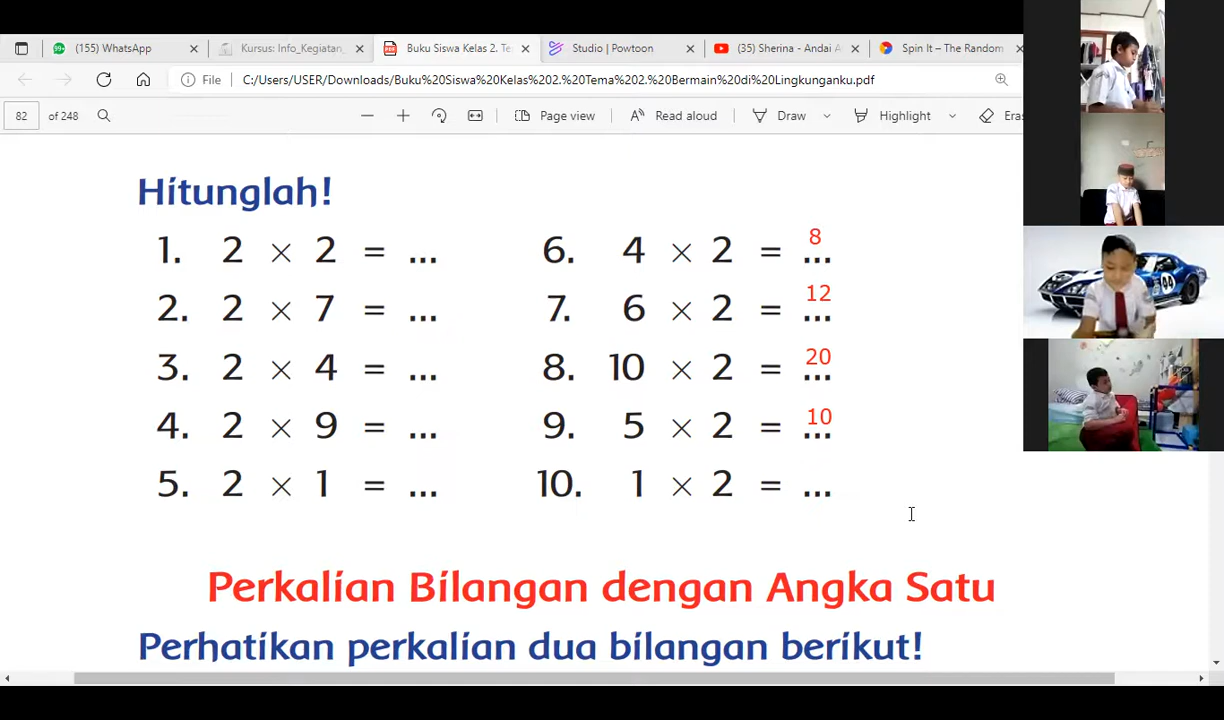 99+ (155) WhatsApp
Kursus: Info_Kegiatan_
PDF Buku Siswa Kelas 2. Te
Studio | Powtoon
(35) Sherina - Andai A
Spin It – The Random
File C:/Users/USER/Downloads/Buku%20Siswa%20Kelas%202.%20Tema%202.%20Bermain%20di%20Lingkunganku.pdf
82 of 248 Page view Read aloud Draw Highlight Eras
Hitunglah!
1. 2 × 2 = ...
2. 2 × 7 = ...
3. 2 × 4 = ...
4. 2 × 9 = ...
5. 2 × 1 = ...
6. 4 × 2 = ... 8
7. 6 × 2 = ... 12
8. 10 × 2 = ... 20
9. 5 × 2 = ... 10
10. 1 × 2 = ...
Perkalian Bilangan dengan Angka Satu
Perhatikan perkalian dua bilangan berikut!
44